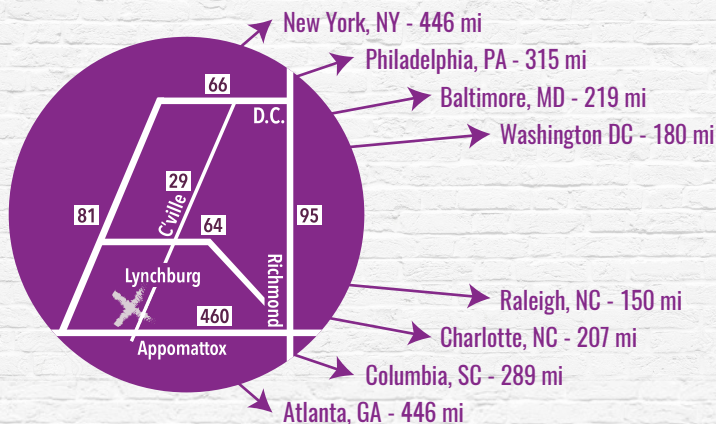 New York, NY - 446 mi
Philadelphia, PA - 315 mi
66
Baltimore, MD - 219 mi
D.C.
Washington DC - 180 mi
29
C'ville
81
64
95
Richmond
Lynchburg
Raleigh, NC - 150 mi
460
Charlotte, NC - 207 mi
Appomattox
Columbia, SC - 289 mi
Atlanta, GA - 446 mi